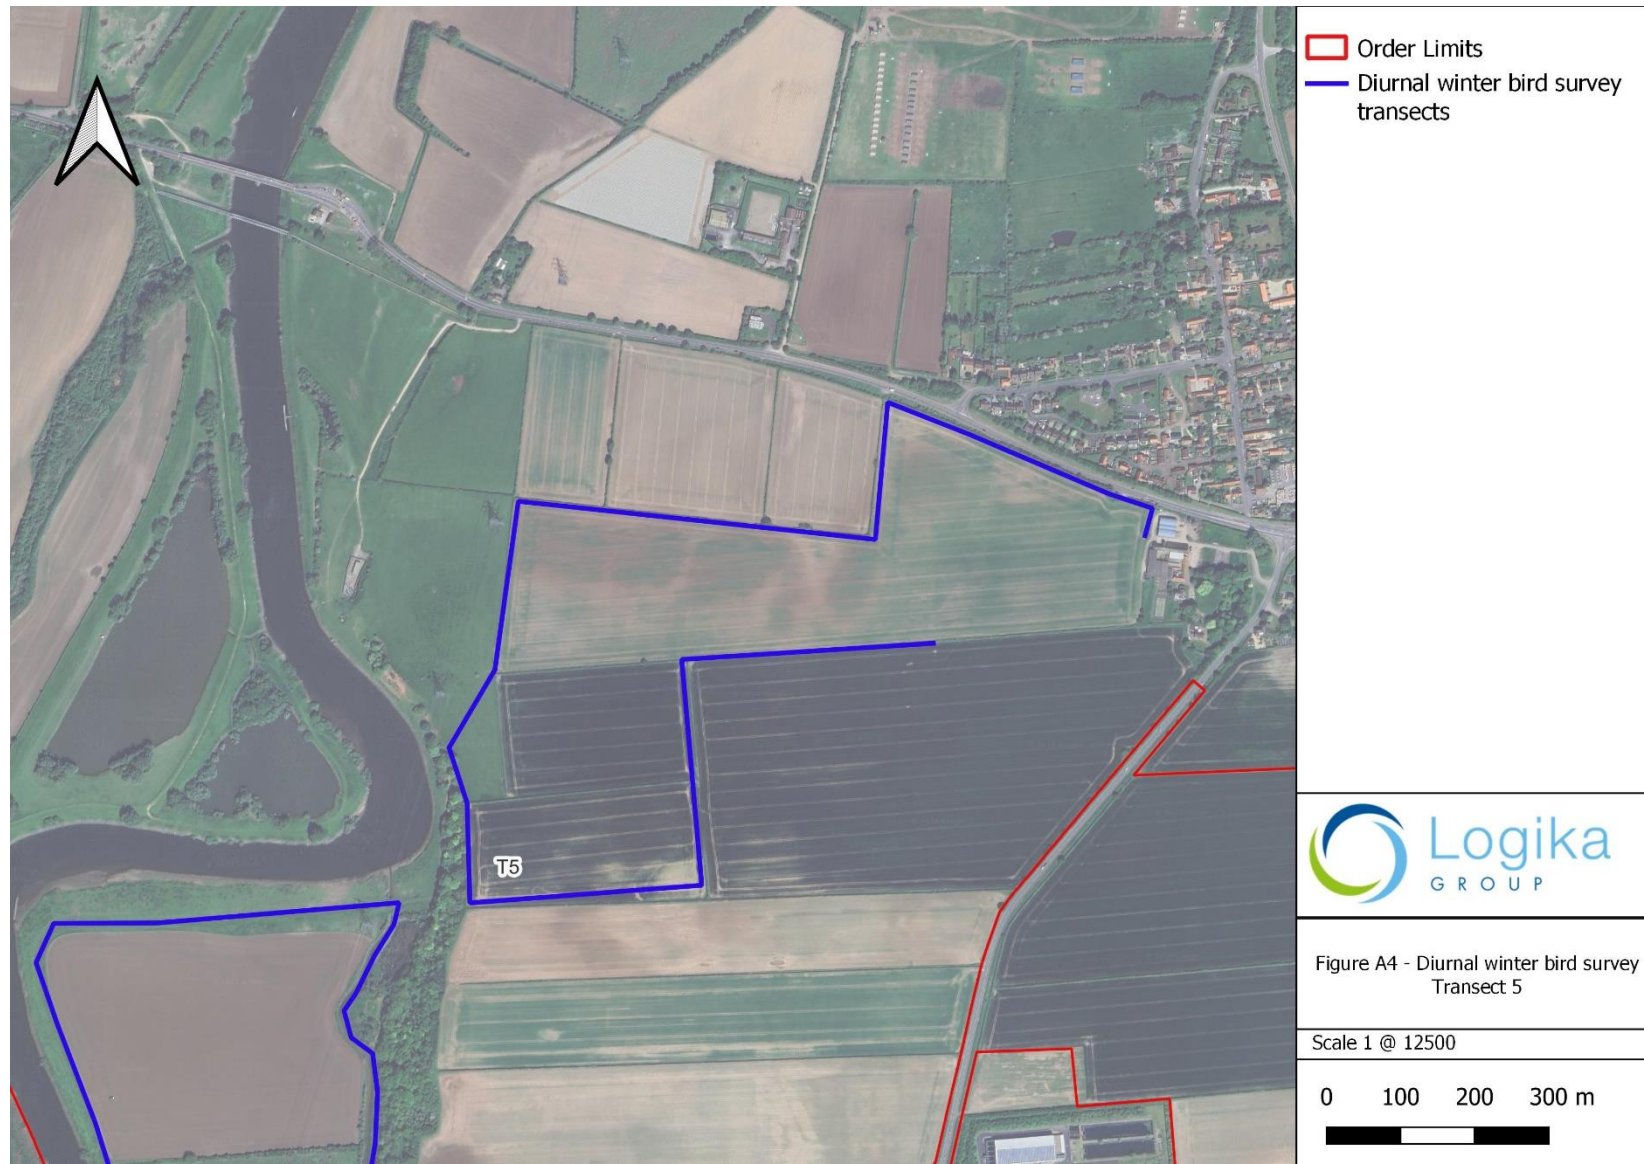 Order Limits
Diurnal winter bird survey
transects
T5
Logika
GROUP
Figure A4 - Diurnal winter bird survey
Transect 5
Scale 1 @ 12500
0 100 200 300 m